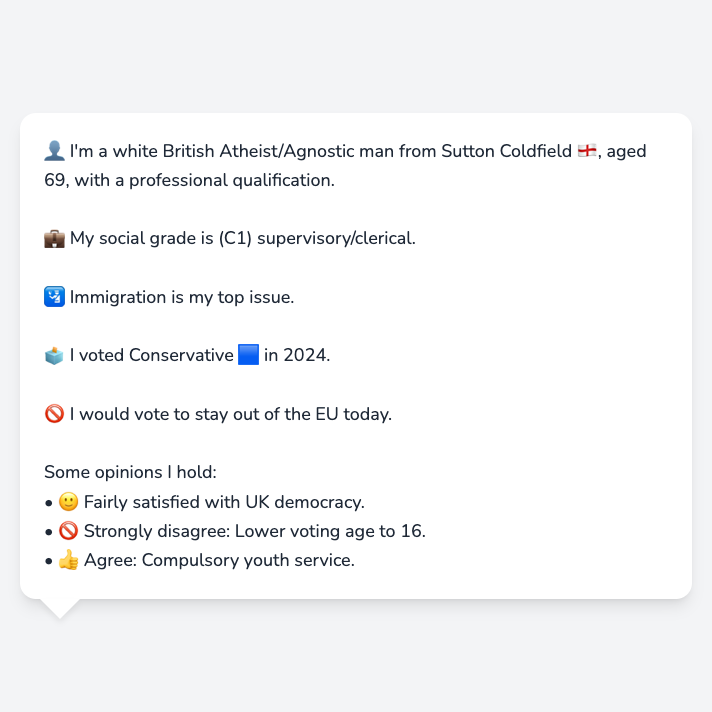 👤 I'm a white British Atheist/Agnostic man from Sutton Coldfield 🏴󠁧󠁢󠁥󠁮󠁧󠁿, aged
69, with a professional qualification.
💼 My social grade is (C1) supervisory/clerical.
🛂 Immigration is my top issue.
🗳️ I voted Conservative 🟦 in 2024.
🚫 I would vote to stay out of the EU today.
Some opinions I hold:
• 🙂 Fairly satisfied with UK democracy.
• 🚫 Strongly disagree: Lower voting age to 16.
• 👍 Agree: Compulsory youth service.